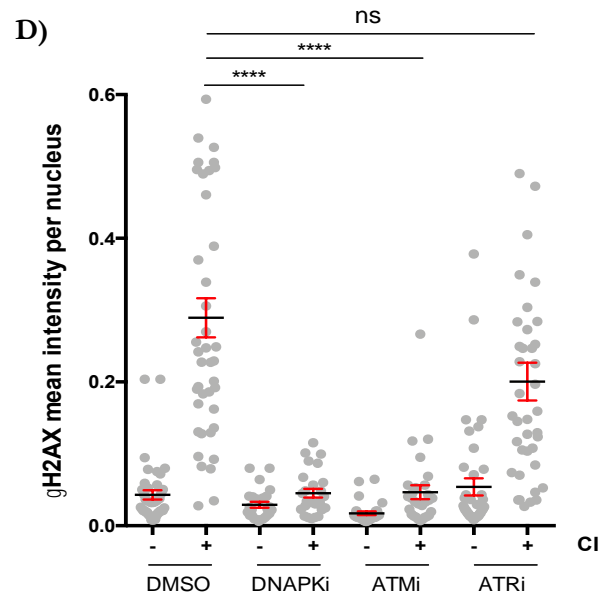 D)
ns
****
****
gH2AX mean intensity per nucleus
0.6
0.4
0.2
0.0
- + - + - + - + CI
DMSO DNAPKi ATMi ATRi